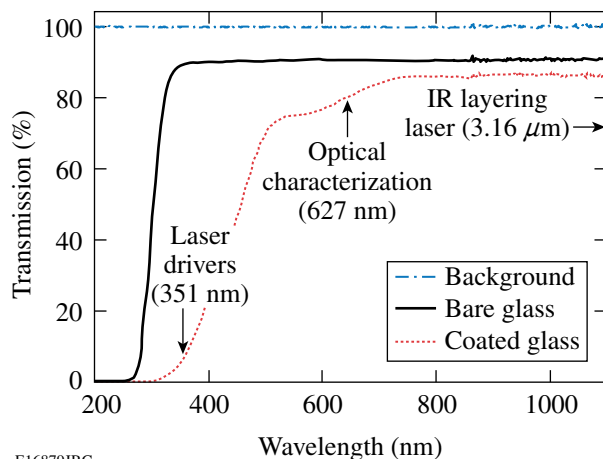 Transmission (%)
100
80
60
40
20
0
IR layering
laser (3.16 μm)
Optical
characterization
(627 nm)
Laser
drivers
(351 nm)
Background
Bare glass
Coated glass
200
400
600
800
1000
Wavelength (nm)